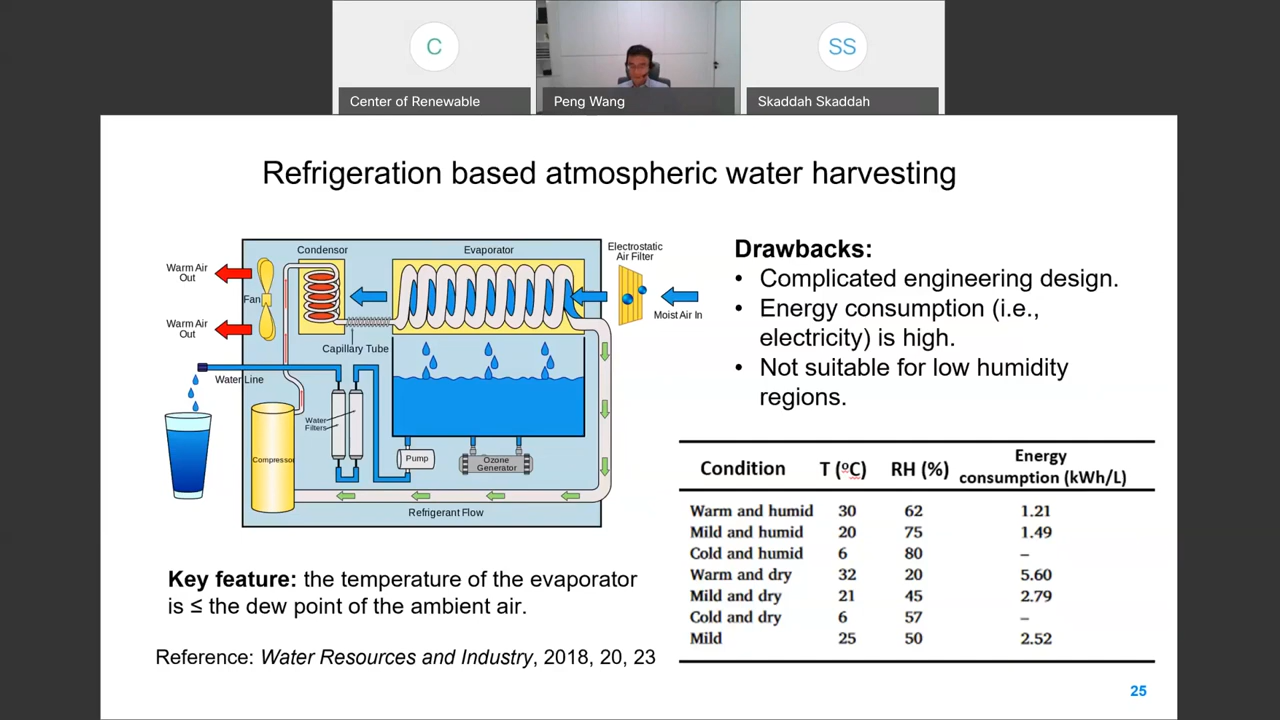 C
SS
Center of Renewable
Peng Wang
Skaddah Skaddah
Refrigeration based atmospheric water harvesting
Condensor
Evaporator
Electrostatic
Air Filter
Warm Air
Out
Fan
Moist Air In
Warm Air
Out
Capillary Tube
Water Line
Water
Filters
Compressor
Pump
Ozone
Generator
Refrigerant Flow
Key feature: the temperature of the evaporator
is ≤ the dew point of the ambient air.
Reference: Water Resources and Industry, 2018, 20, 23
Drawbacks:
• Complicated engineering design.
• Energy consumption (i.e.,
electricity) is high.
• Not suitable for low humidity
regions.
Condition T (ºC) RH (%) Energy
consumption (kWh/L)
Warm and humid 30 62 1.21
Mild and humid 20 75 1.49
Cold and humid 6 80 –
Warm and dry 32 20 5.60
Mild and dry 21 45 2.79
Cold and dry 6 57 –
Mild 25 50 2.52
25